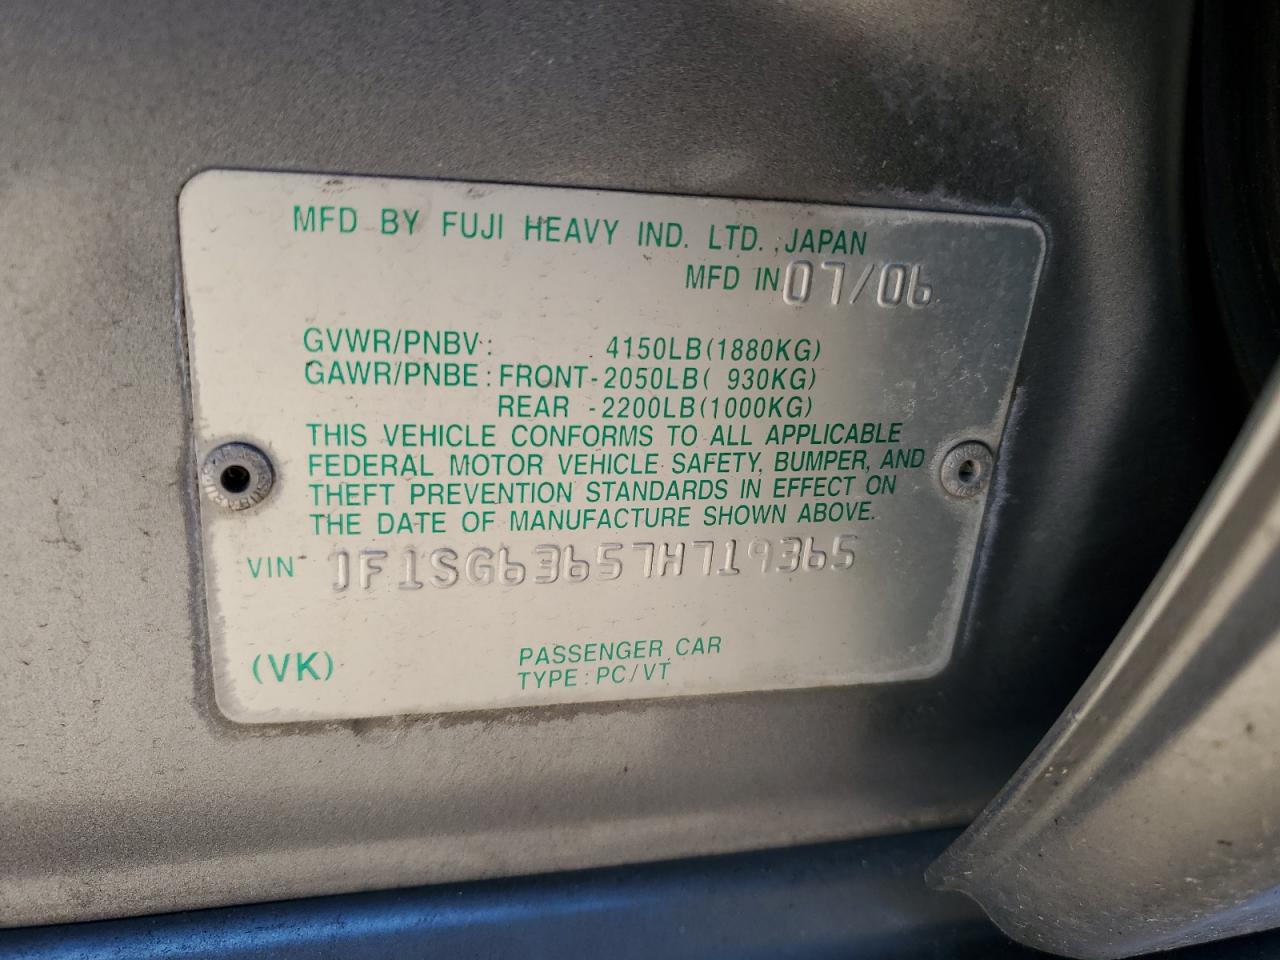 MFD BY FUJI HEAVY IND. LTD. ,JAPAN
MFD IN 07/06
GVWR/PNBV: 4150LB(1880KG)
GAWR/PNBE: FRONT-2050LB( 930KG)
REAR -2200LB(1000KG)
THIS VEHICLE CONFORMS TO ALL APPLICABLE
FEDERAL MOTOR VEHICLE SAFETY, BUMPER, AND
THEFT PREVENTION STANDARDS IN EFFECT ON
THE DATE OF MANUFACTURE SHOWN ABOVE.
VIN JF1SG63657H719365
(VK)
PASSENGER CAR
TYPE: PC/VT